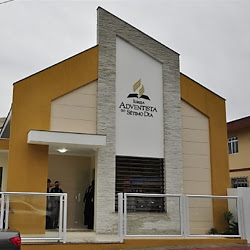 IGREJA
ADVENTISTA
DO
SÉTIMO DIA